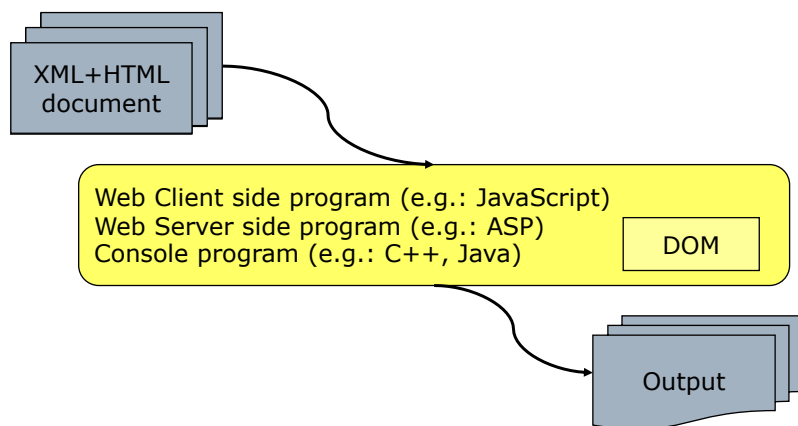 XML+HTML
document
Web Client side program (e.g.: JavaScript)
Web Server side program (e.g.: ASP)
Console program (e.g.: C++, Java)
DOM
Output